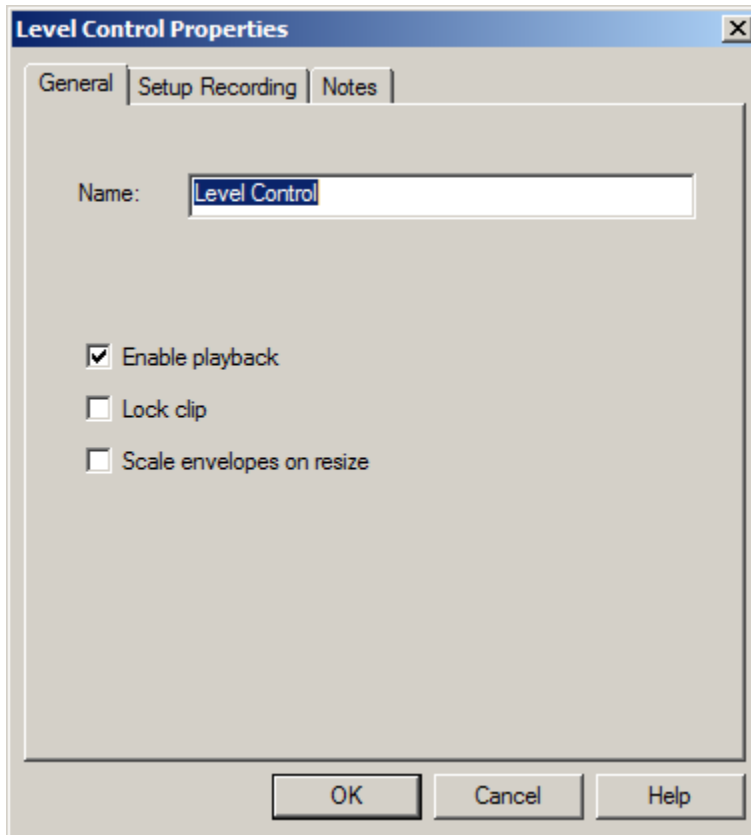 Level Control Properties
General Setup Recording Notes
Name: Level Control
Enable playback
Lock clip
Scale envelopes on resize
OK Cancel Help